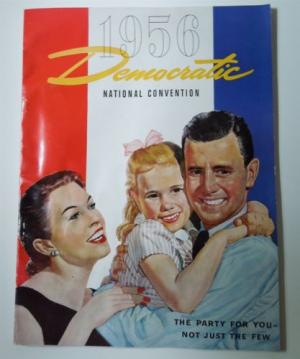 1956
Democratic
NATIONAL CONVENTION
THE PARTY FOR YOU–
NOT JUST THE FEW